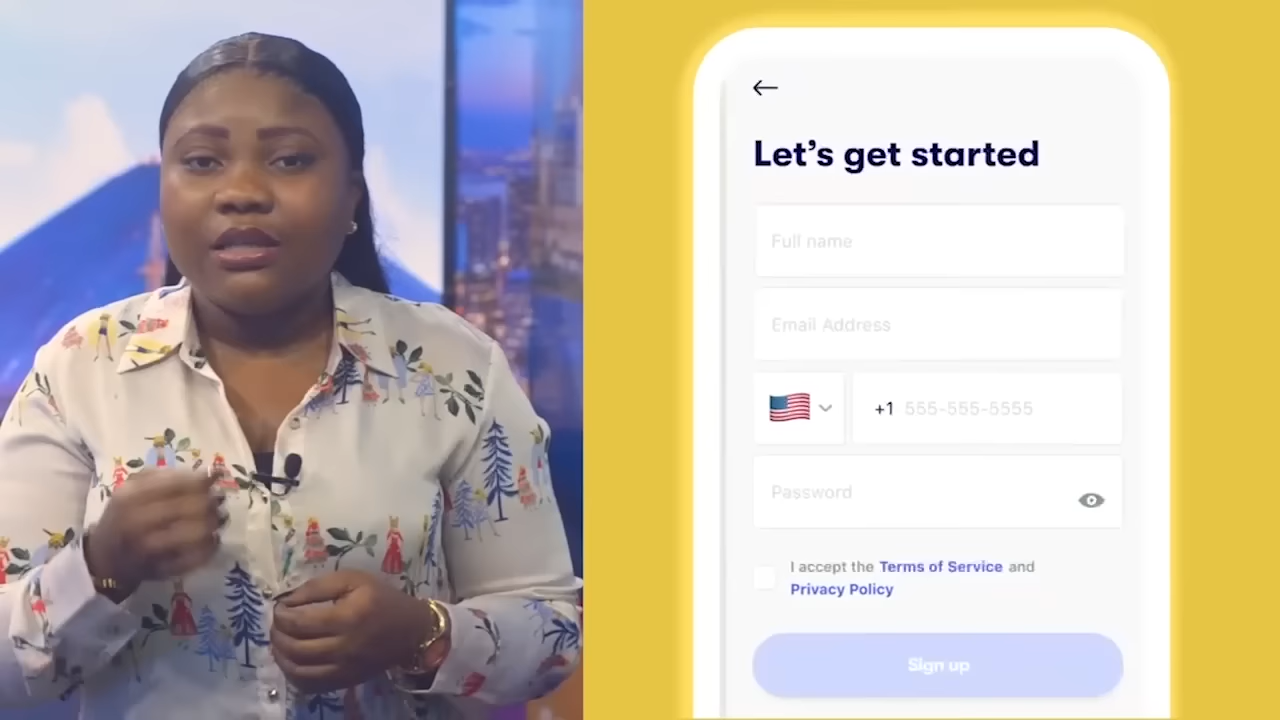 Let's get started
Full name
Email Address
+1 555-555-5555
Password
I accept the Terms of Service and
Privacy Policy
Sign up